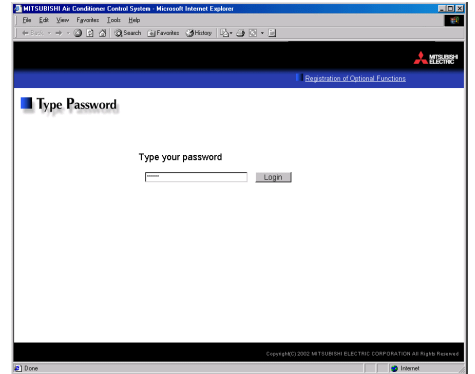 MITSUBISHI Air Conditioner Control System - Microsoft Internet Explorer
File Edit View Favorites Tools Help
Back Search Favorites History
MITSUBISHI
ELECTRIC
Registration of Optional Functions
Type Password
Type your password
Login
Copyright(C) 2002 MITSUBISHI ELECTRIC CORPORATION All Rights Reserved
Done Internet